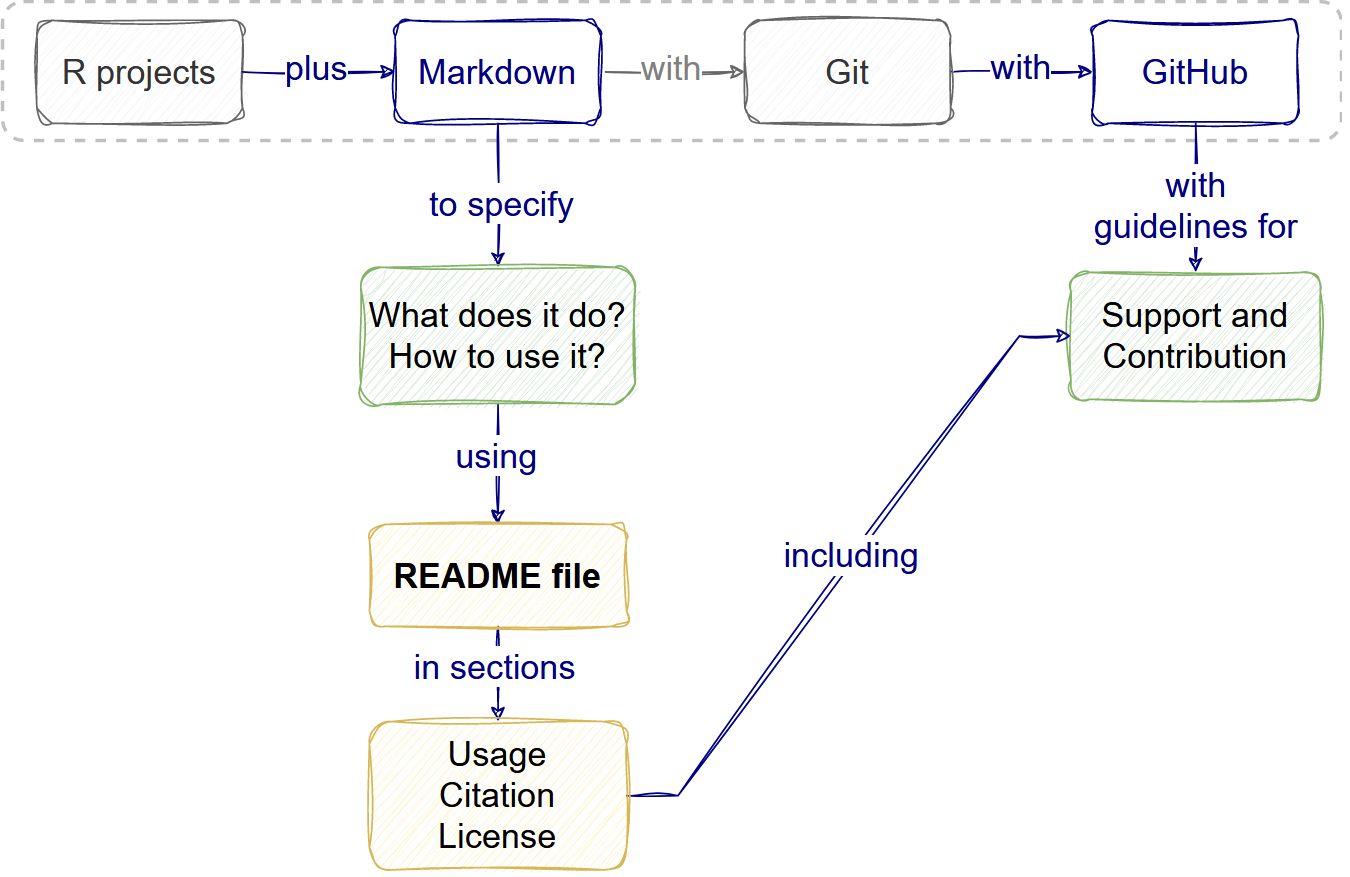 R projects
plus
Markdown
with
Git
with
GitHub
to specify
What does it do?
How to use it?
using
README file
in sections
Usage
Citation
License
including
with
guidelines for
Support and
Contribution